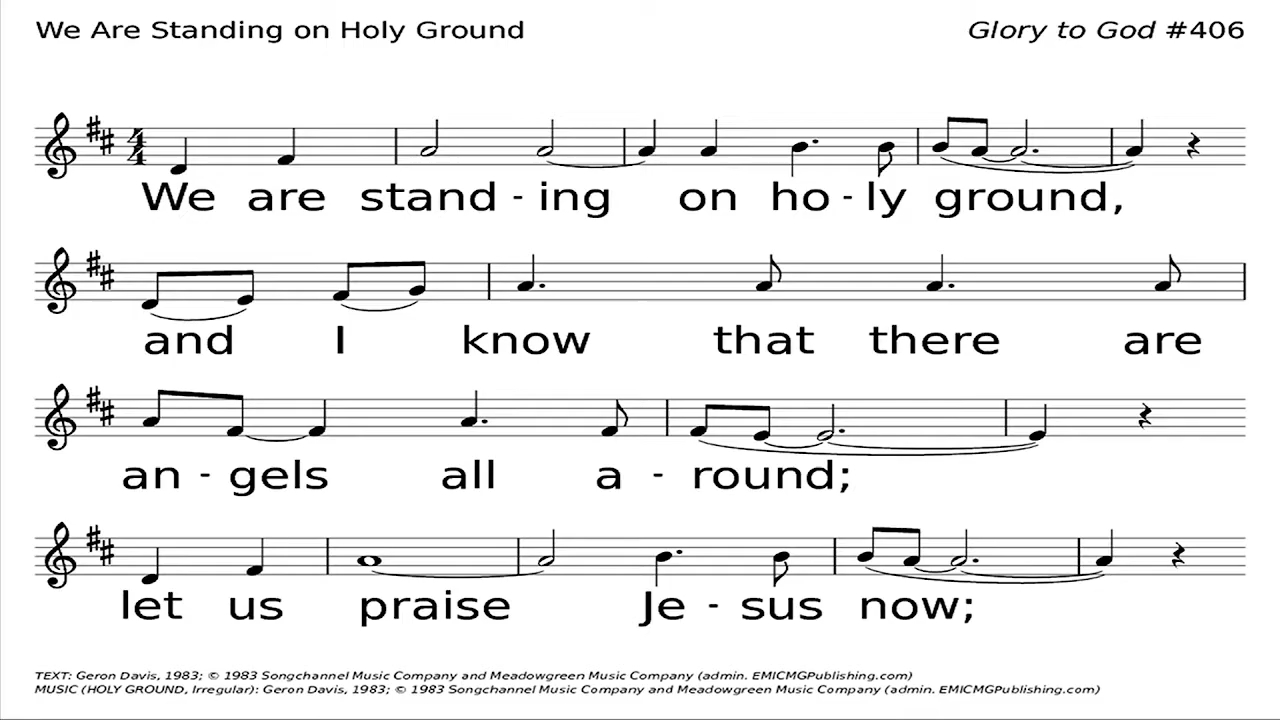 We Are Standing on Holy Ground
Glory to God #406
We are stand - ing on ho - ly ground,
and I know that there are
an - gels all a - round;
let us praise Je - sus now;
TEXT: Geron Davis, 1983; © 1983 Songchannel Music Company and Meadowgreen Music Company (admin. EMICMGPublishing.com)
MUSIC (HOLY GROUND, Irregular): Geron Davis, 1983; © 1983 Songchannel Music Company and Meadowgreen Music Company (admin. EMICMGPublishing.com)